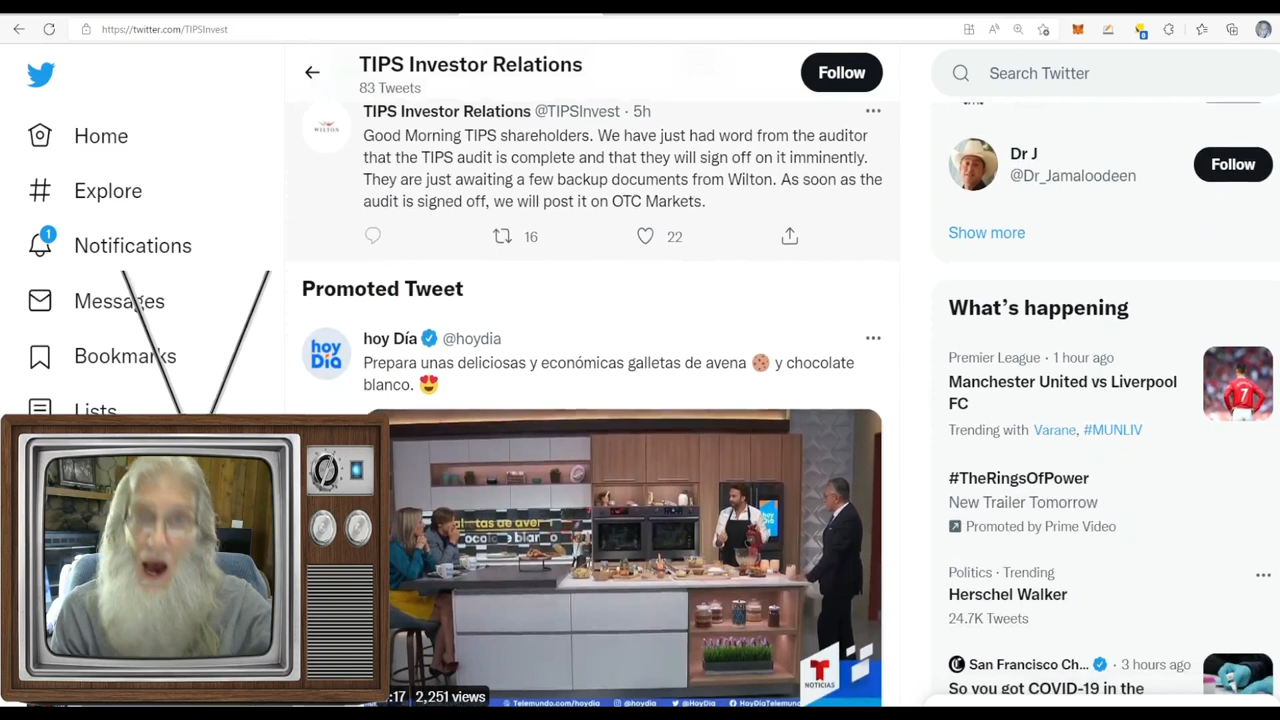 https://twitter.com/TIPSInvest
TIPS Investor Relations
83 Tweets
Follow
Search Twitter
Home
Explore
1
Notifications
Messages
Bookmarks
Lists
WILTON
TIPS Investor Relations @TIPSInvest · 5h
Good Morning TIPS shareholders. We have just had word from the auditor
that the TIPS audit is complete and that they will sign off on it imminently.
They are just awaiting a few backup documents from Wilton. As soon as the
audit is signed off, we will post it on OTC Markets.
16
22
Promoted Tweet
hoy Día @hoydia
Prepara unas deliciosas y económicas galletas de avena 🍪 y chocolate
blanco. 😍
hoy
Día
:17 2,251 views
NOTICIAS
Telemundo.com/hoydia
@hoydia
@HoyDia
HoyDiaTelemundo
Dr J
@Dr_Jamaloodeen
Follow
Show more
What's happening
Premier League · 1 hour ago
Manchester United vs Liverpool
FC
Trending with Varane, #MUNLIV
7
#TheRingsOfPower
New Trailer Tomorrow
Promoted by Prime Video
Politics · Trending
Herschel Walker
24.7K Tweets
San Francisco Ch... · 3 hours ago
So you got COVID-19 in the